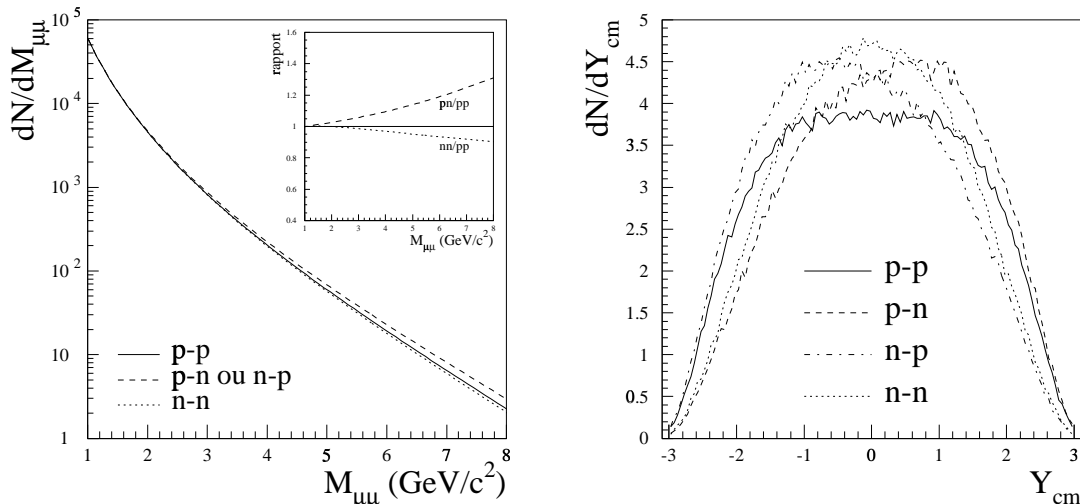 dN/dM_μμ
10^5
10^4
10^3
10^2
10
1
1 2 3 4 5 6 7 8
M_μμ (GeV/c^2)
p-p
p-n ou n-p
n-n
rapport
1.6
1.4
1.2
1
0.8
0.6
0.4
1 2 3 4 5 6 7 8
M_μμ (GeV/c^2)
pn/pp
nn/pp
dN/dY_cm
5
4.5
4
3.5
3
2.5
2
1.5
1
0.5
0
-3 -2 -1 0 1 2 3
Y_cm
p-p
p-n
n-p
n-n